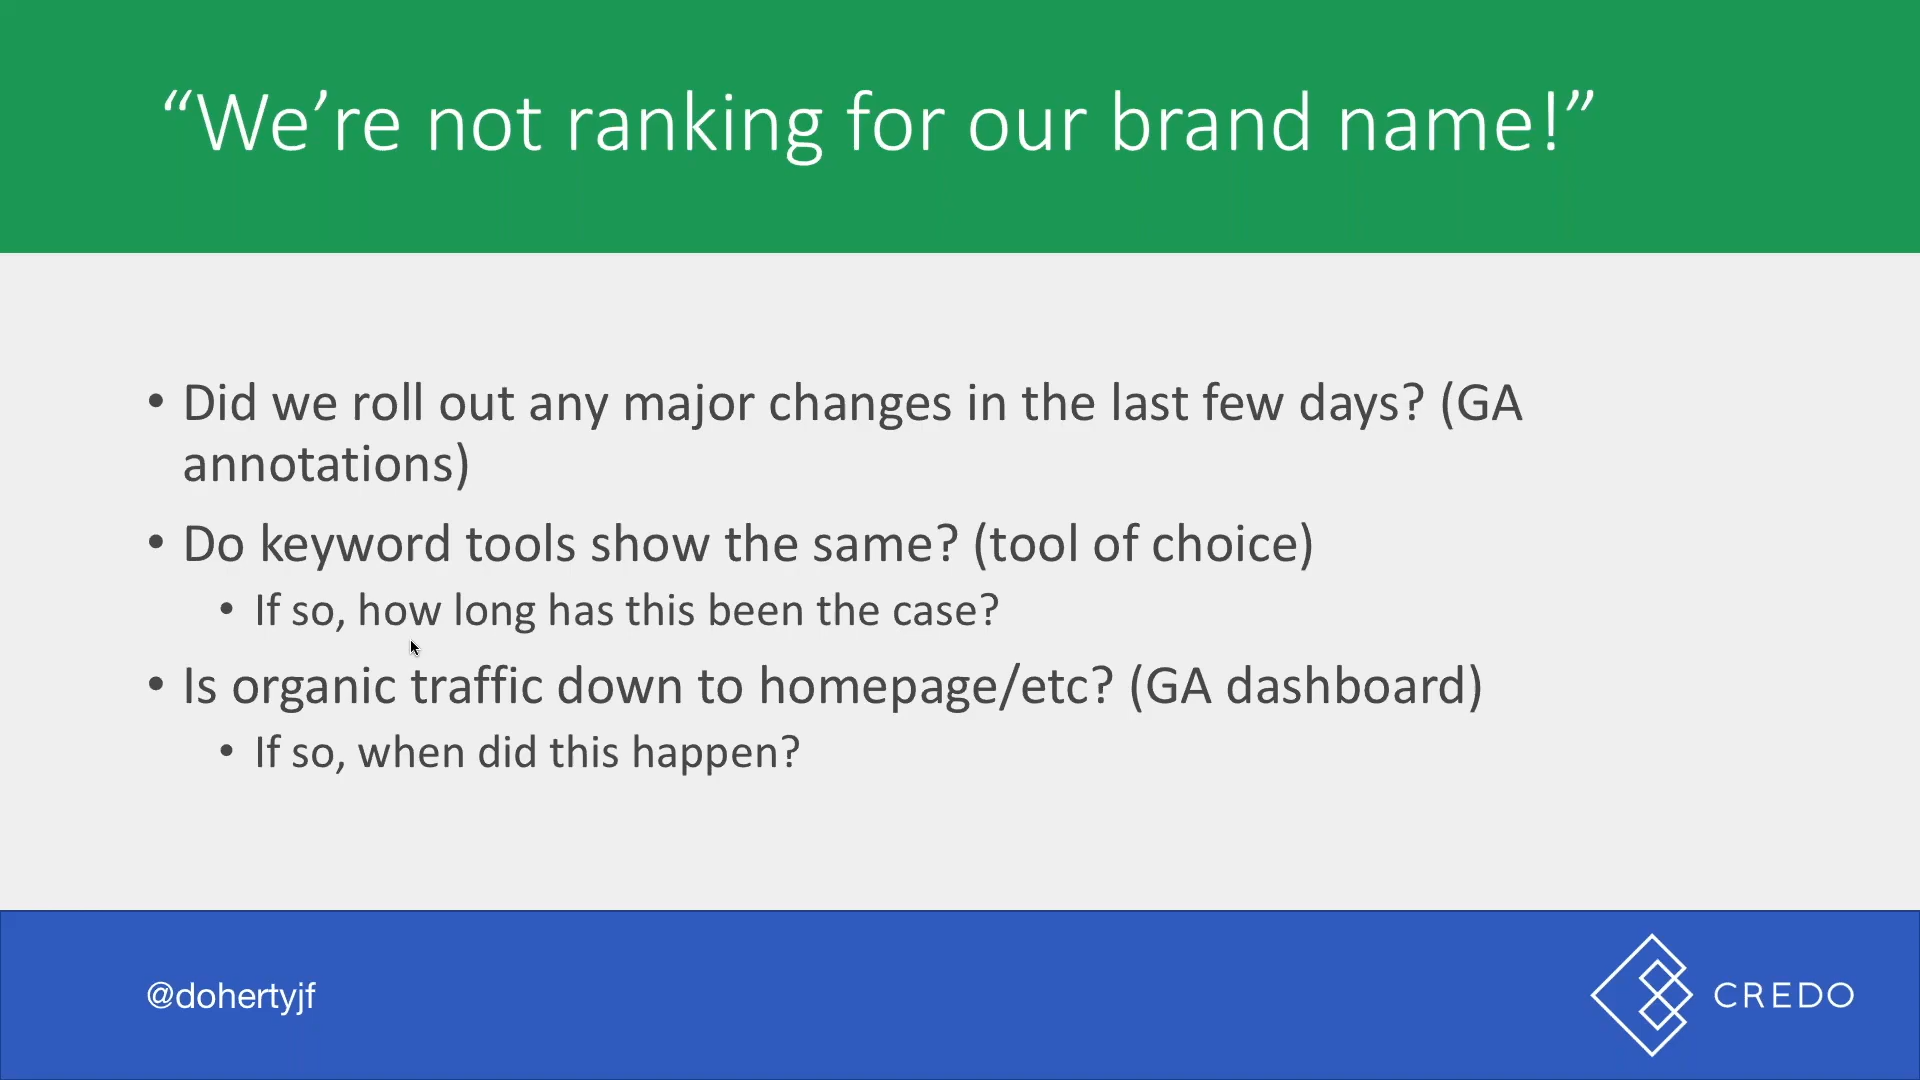 “We’re not ranking for our brand name!”
• Did we roll out any major changes in the last few days? (GA
annotations)
• Do keyword tools show the same? (tool of choice)
• If so, how long has this been the case?
• Is organic traffic down to homepage/etc? (GA dashboard)
• If so, when did this happen?
@dohertyjf
CREDO